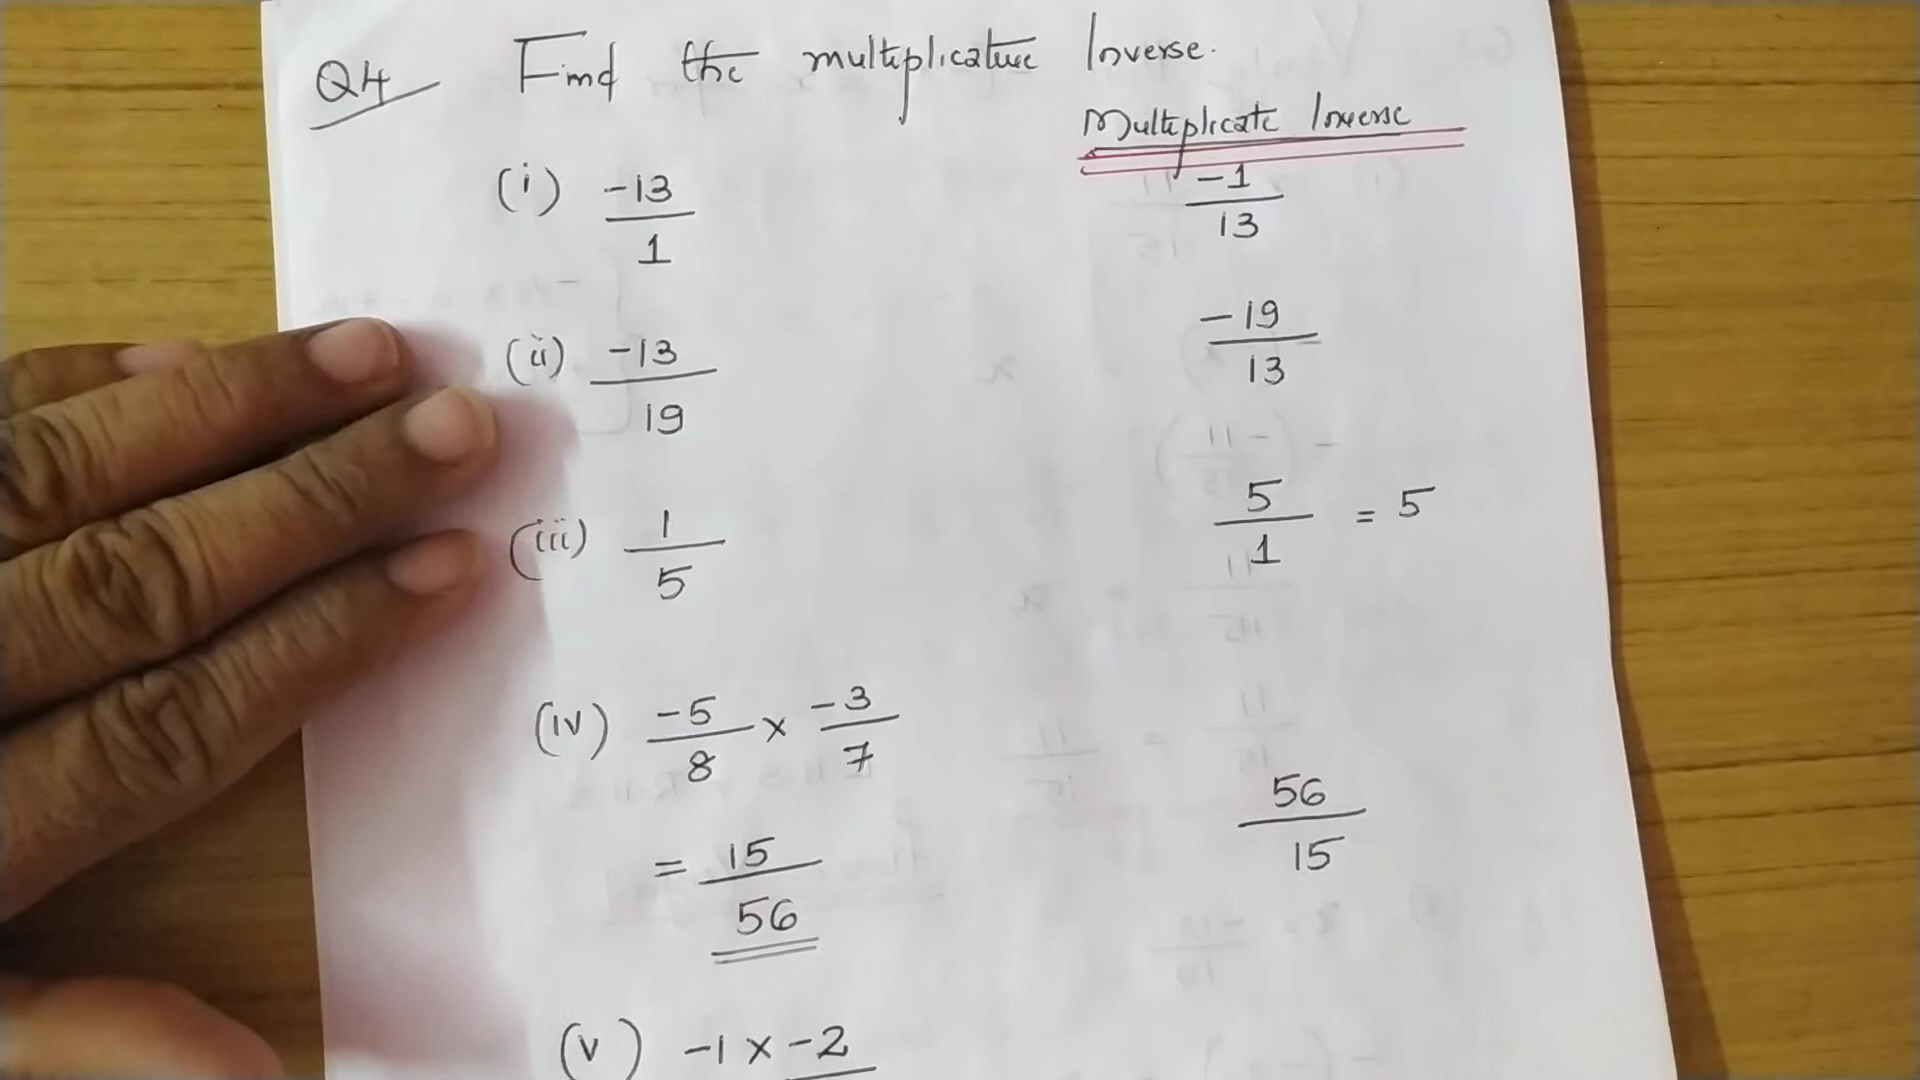 Q4 Find the multiplicative Inverse.
Multiplicate Inverse
(i) -13/1 -1/13
(ii) -13/19 -19/13
(iii) 1/5 5/1 = 5
(iv) -5/8 x -3/7
= 15/56 56/15
(v) -1 x -2